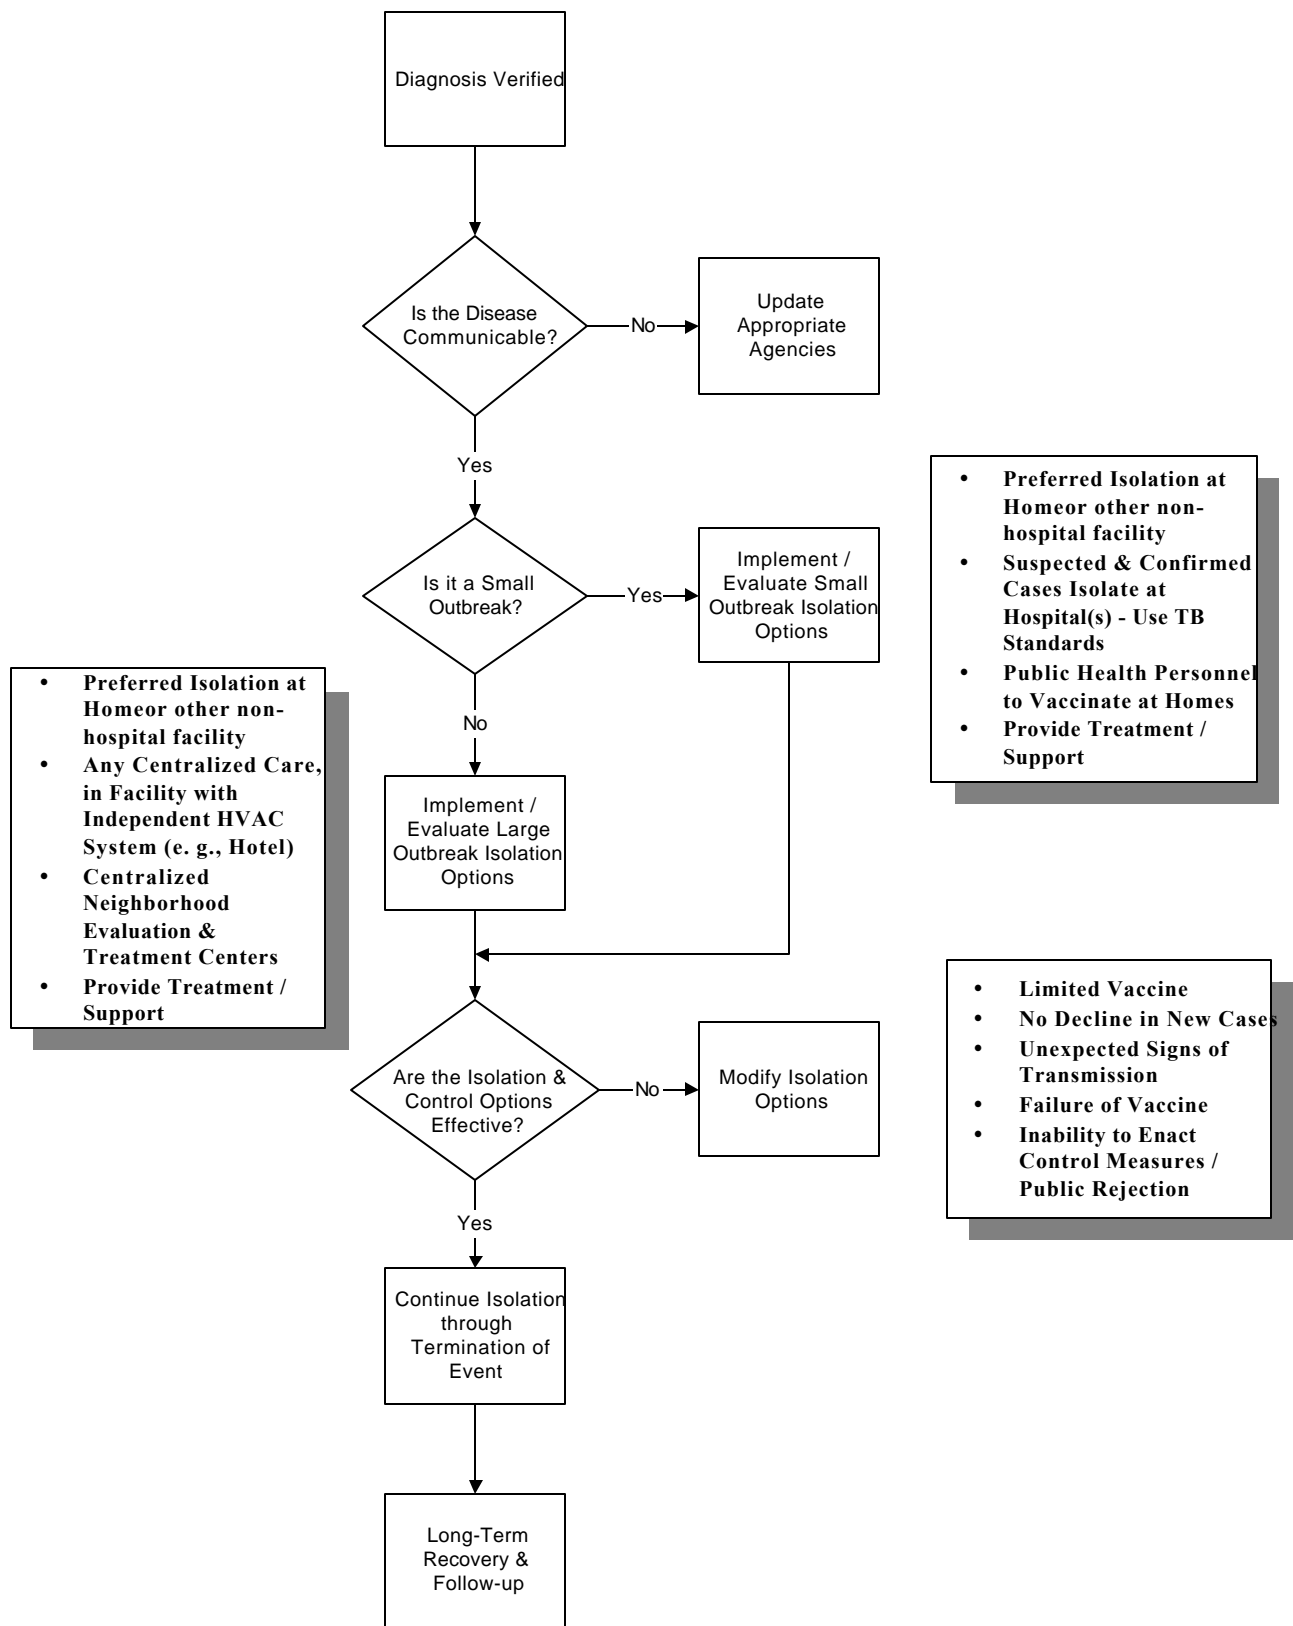 Diagnosis Verified
Is the Disease
Communicable?
No
Update
Appropriate
Agencies
Yes
Is it a Small
Outbreak?
Yes
Implement /
Evaluate Small
Outbreak Isolation
Options
• Preferred Isolation at
Homeor other non-
hospital facility
• Suspected & Confirmed
Cases Isolate at
Hospital(s) - Use TB
Standards
• Public Health Personnel
to Vaccinate at Homes
• Provide Treatment /
Support
No
• Preferred Isolation at
Homeor other non-
hospital facility
• Any Centralized Care,
in Facility with
Independent HVAC
System (e. g., Hotel)
• Centralized
Neighborhood
Evaluation &
Treatment Centers
• Provide Treatment /
Support
Implement /
Evaluate Large
Outbreak Isolation
Options
Are the Isolation &
Control Options
Effective?
No
Modify Isolation
Options
• Limited Vaccine
• No Decline in New Cases
• Unexpected Signs of
Transmission
• Failure of Vaccine
• Inability to Enact
Control Measures /
Public Rejection
Yes
Continue Isolation
through
Termination of
Event
Long-Term
Recovery &
Follow-up